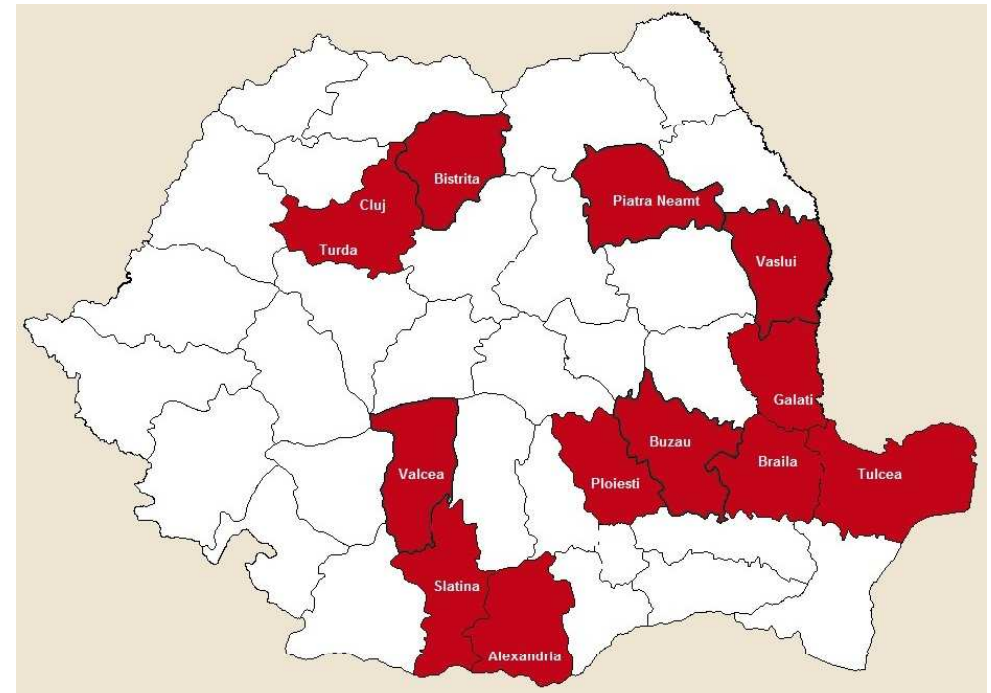 Bistrita
Cluj
Piatra Neamt
Turda
Vaslui
Galati
Buzau
Braila
Valcea
Ploiesti
Tulcea
Slatina
Alexandria